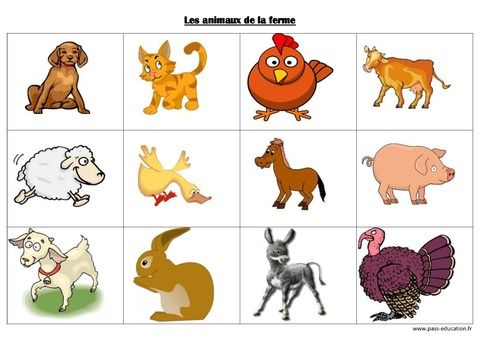 Les animaux de la ferme
www.pass-education.fr